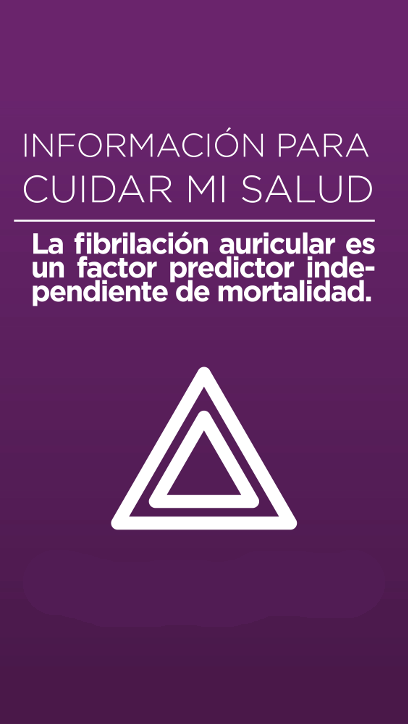 INFORMACIÓN PARA
CUIDAR MI SALUD
La fibrilación auricular es
un factor predictor inde-
pendiente de mortalidad.